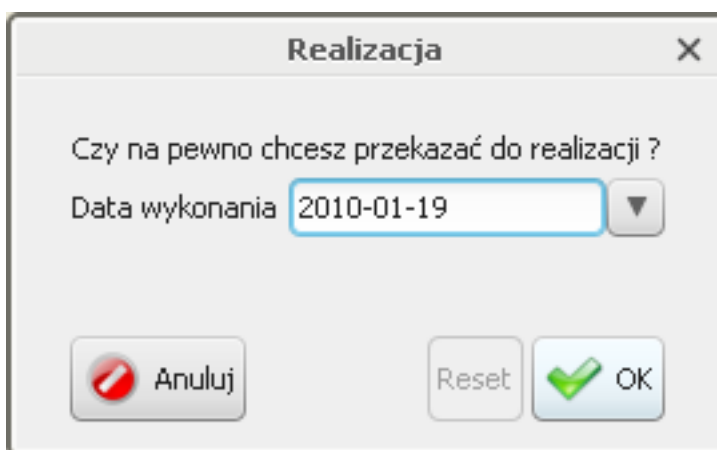 Realizacja
Czy na pewno chcesz przekazać do realizacji ?
Data wykonania 2010-01-19
Anuluj Reset OK